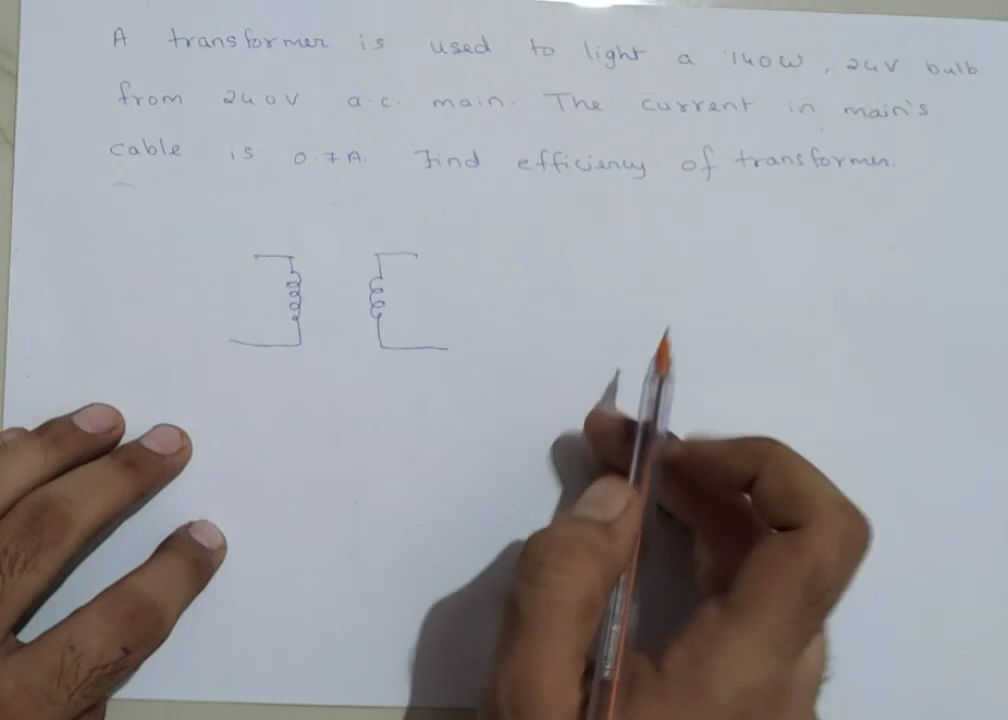 A transformer is used to light a 140W, 24V bulb
from 240V a.c. main. The current in main's
cable is 0.7A. Find efficiency of transformer.